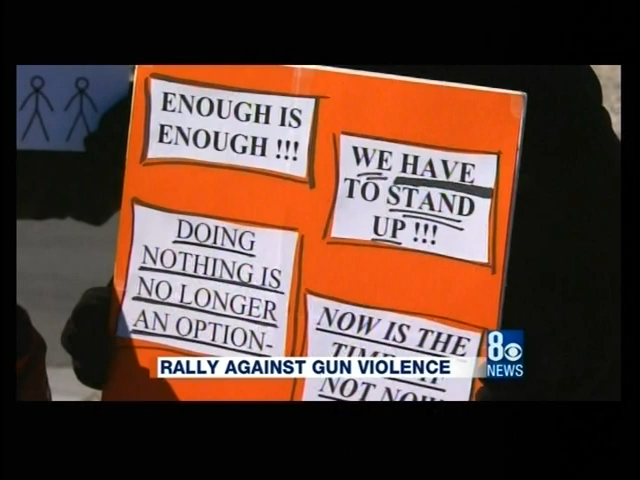 ENOUGH IS
ENOUGH !!!
WE HAVE
TO STAND
UP !!!
DOING
NOTHING IS
NO LONGER
AN OPTION-
NOW IS THE
NOT NOW
RALLY AGAINST GUN VIOLENCE
8 NEWS